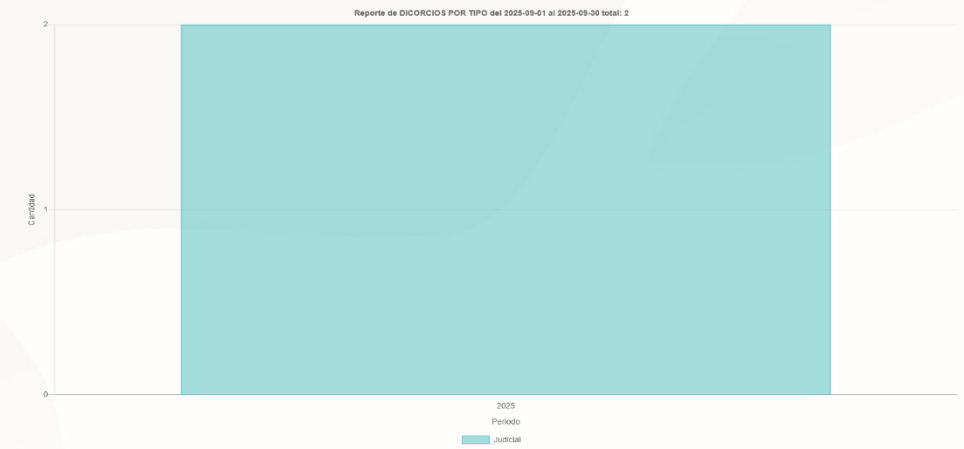 Reporte de DICORCIOS POR TIPO del 2025-09-01 al 2025-09-30 total: 2
2
Cantidad
1
0
2025
Periodo
Judicial